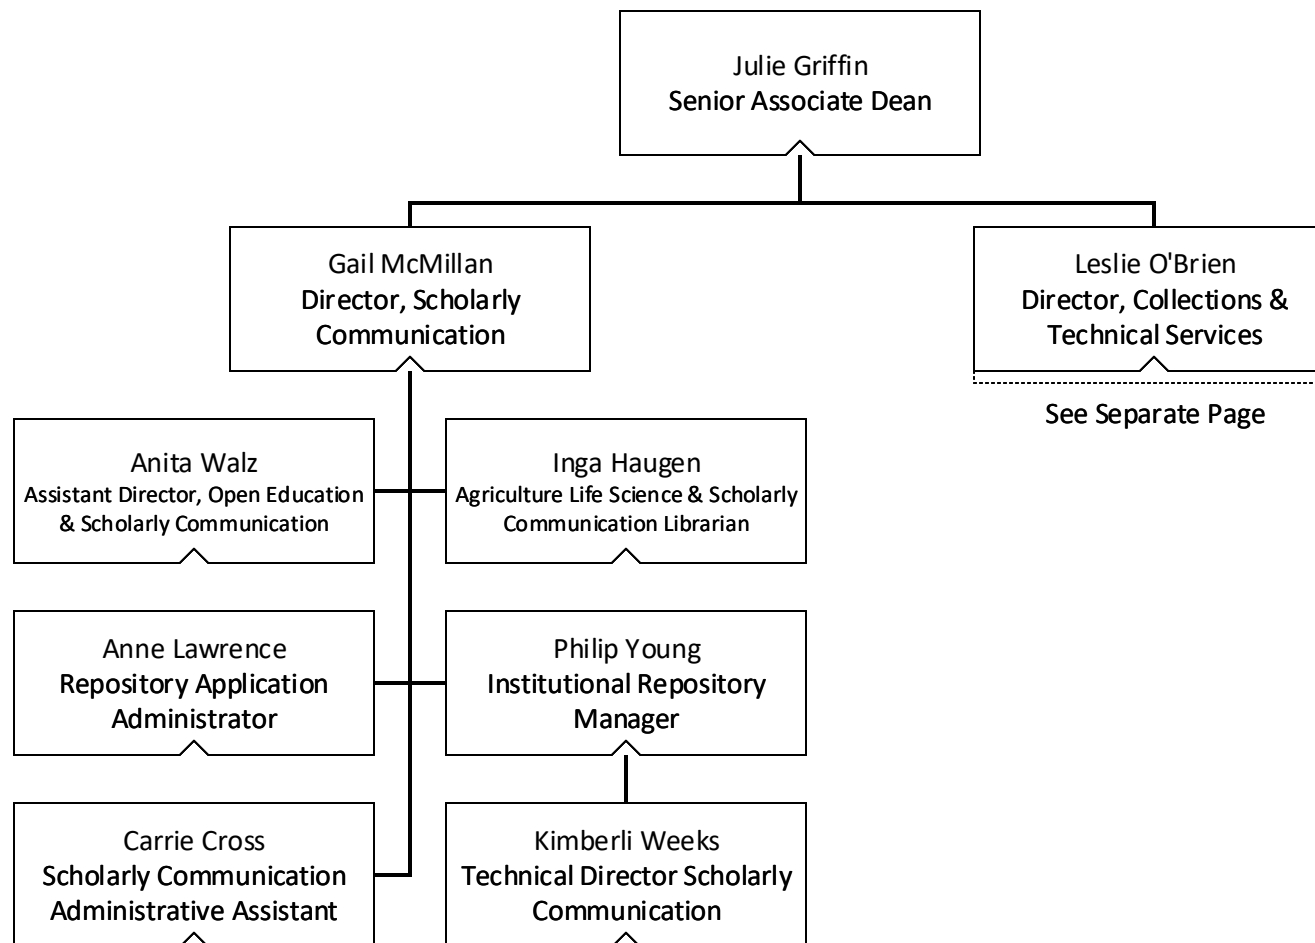 Julie Griffin
Senior Associate Dean
Gail McMillan
Director, Scholarly
Communication
Leslie O'Brien
Director, Collections &
Technical Services
See Separate Page
Anita Walz
Assistant Director, Open Education
& Scholarly Communication
Inga Haugen
Agriculture Life Science & Scholarly
Communication Librarian
Anne Lawrence
Repository Application
Administrator
Philip Young
Institutional Repository
Manager
Carrie Cross
Scholarly Communication
Administrative Assistant
Kimberli Weeks
Technical Director Scholarly
Communication